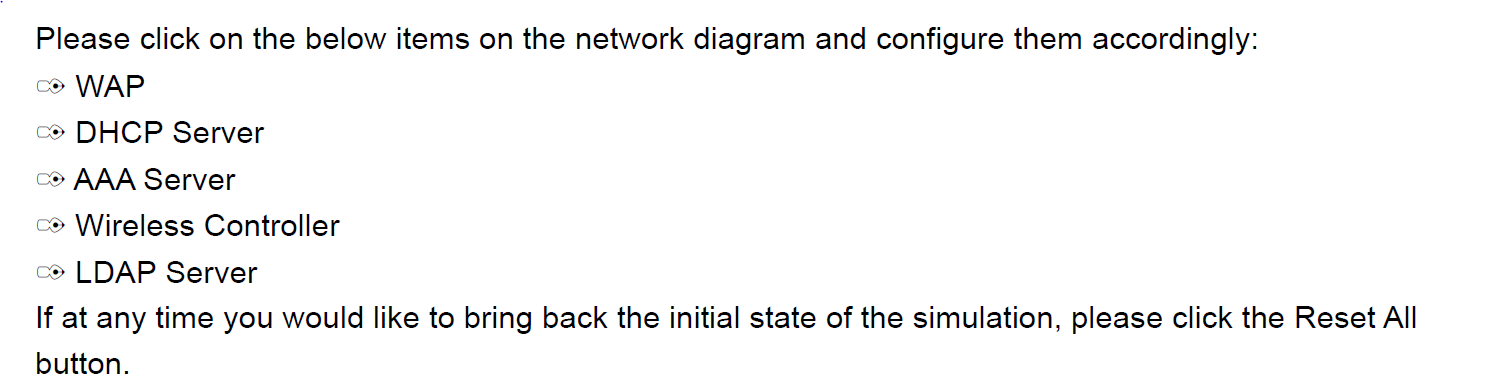 Please click on the below items on the network diagram and configure them accordingly:
WAP
DHCP Server
AAA Server
Wireless Controller
LDAP Server
If at any time you would like to bring back the initial state of the simulation, please click the Reset All
button.